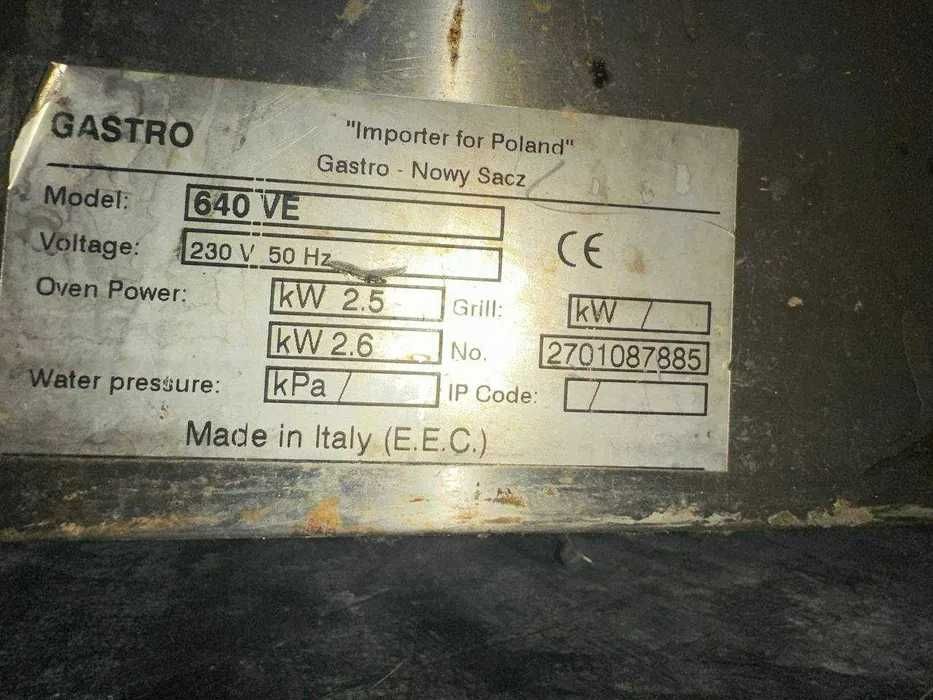 GASTRO "Importer for Poland"
Gastro - Nowy Sacz
Model: 640 VE
Voltage: 230 V 50 Hz CE
Oven Power: kW 2.5 Grill: kW /
kW 2.6 No. 2701087885
Water pressure: kPa / IP Code: /
Made in Italy (E.E.C.)